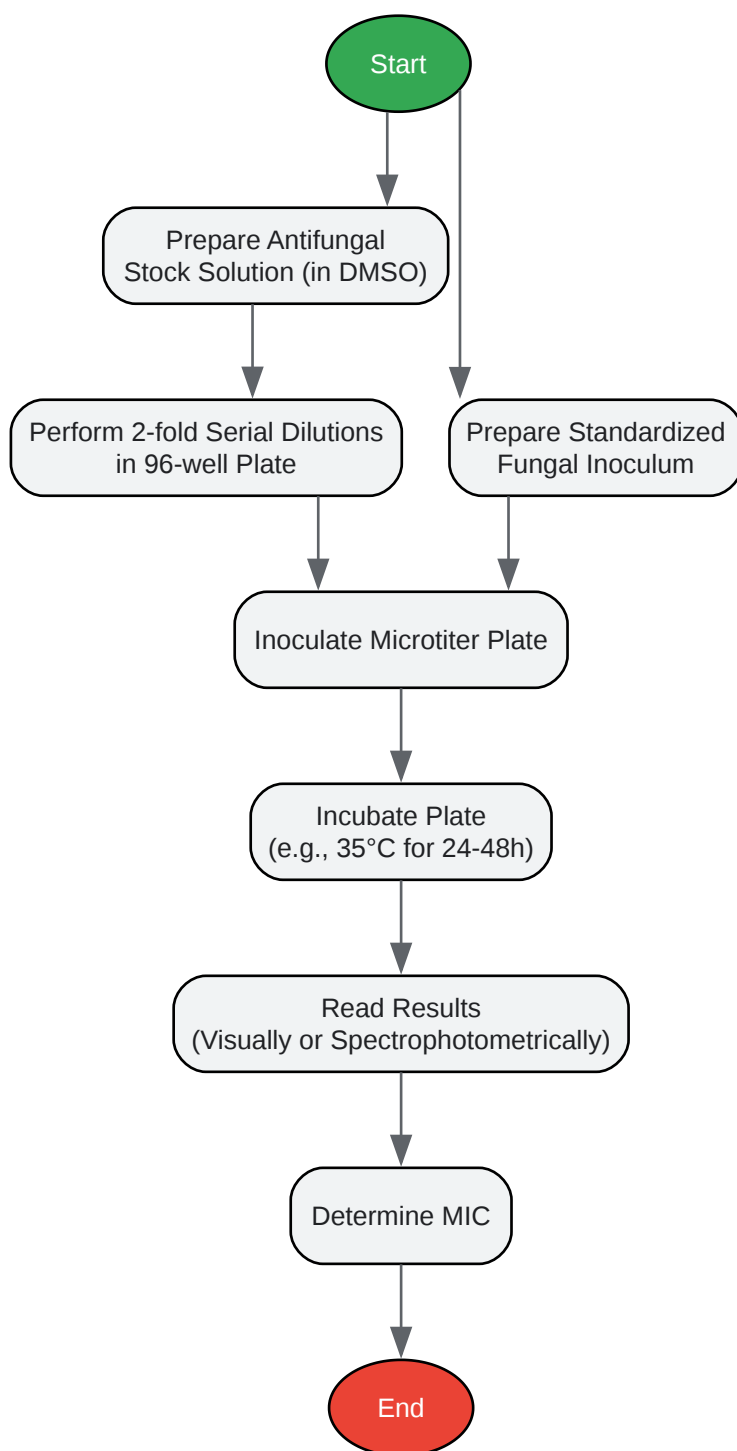 Start
Prepare Antifungal
Stock Solution (in DMSO)
Perform 2-fold Serial Dilutions
in 96-well Plate
Prepare Standardized
Fungal Inoculum
Inoculate Microtiter Plate
Incubate Plate
(e.g., 35°C for 24-48h)
Read Results
(Visually or Spectrophotometrically)
Determine MIC
End